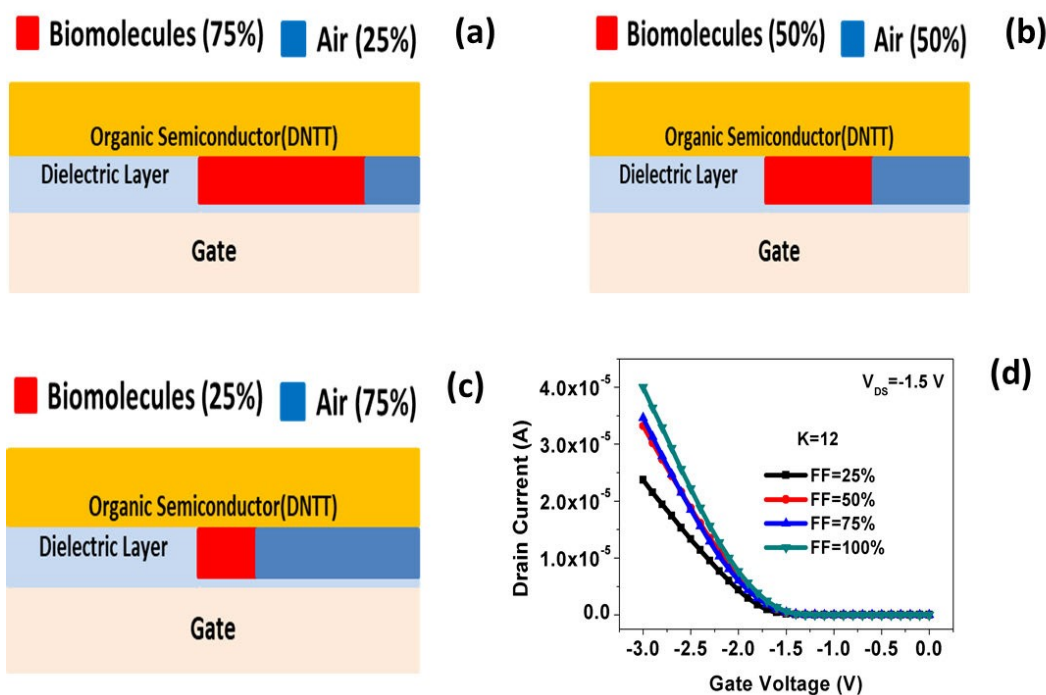 Biomolecules (75%) Air (25%) (a)
Organic Semiconductor(DNTT)
Dielectric Layer
Gate
Biomolecules (50%) Air (50%) (b)
Organic Semiconductor(DNTT)
Dielectric Layer
Gate
Biomolecules (25%) Air (75%) (c)
Organic Semiconductor(DNTT)
Dielectric Layer
Gate
(d)
V_DS=-1.5 V
K=12
FF=25%
FF=50%
FF=75%
FF=100%
Drain Current (A)
4.0x10^-5
3.0x10^-5
2.0x10^-5
1.0x10^-5
0.0
-3.0 -2.5 -2.0 -1.5 -1.0 -0.5 0.0
Gate Voltage (V)